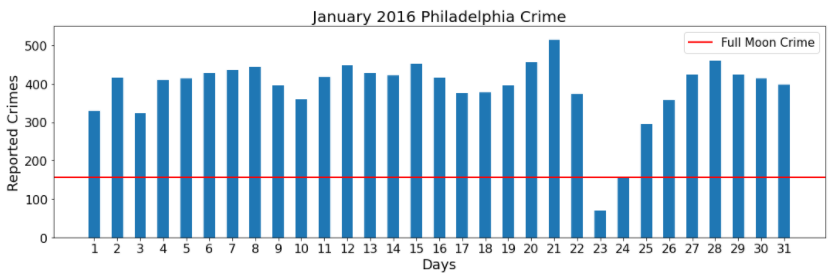 January 2016 Philadelphia Crime
Full Moon Crime
Reported Crimes
500
400
300
200
100
0
1 2 3 4 5 6 7 8 9 10 11 12 13 14 15 16 17 18 19 20 21 22 23 24 25 26 27 28 29 30 31
Days